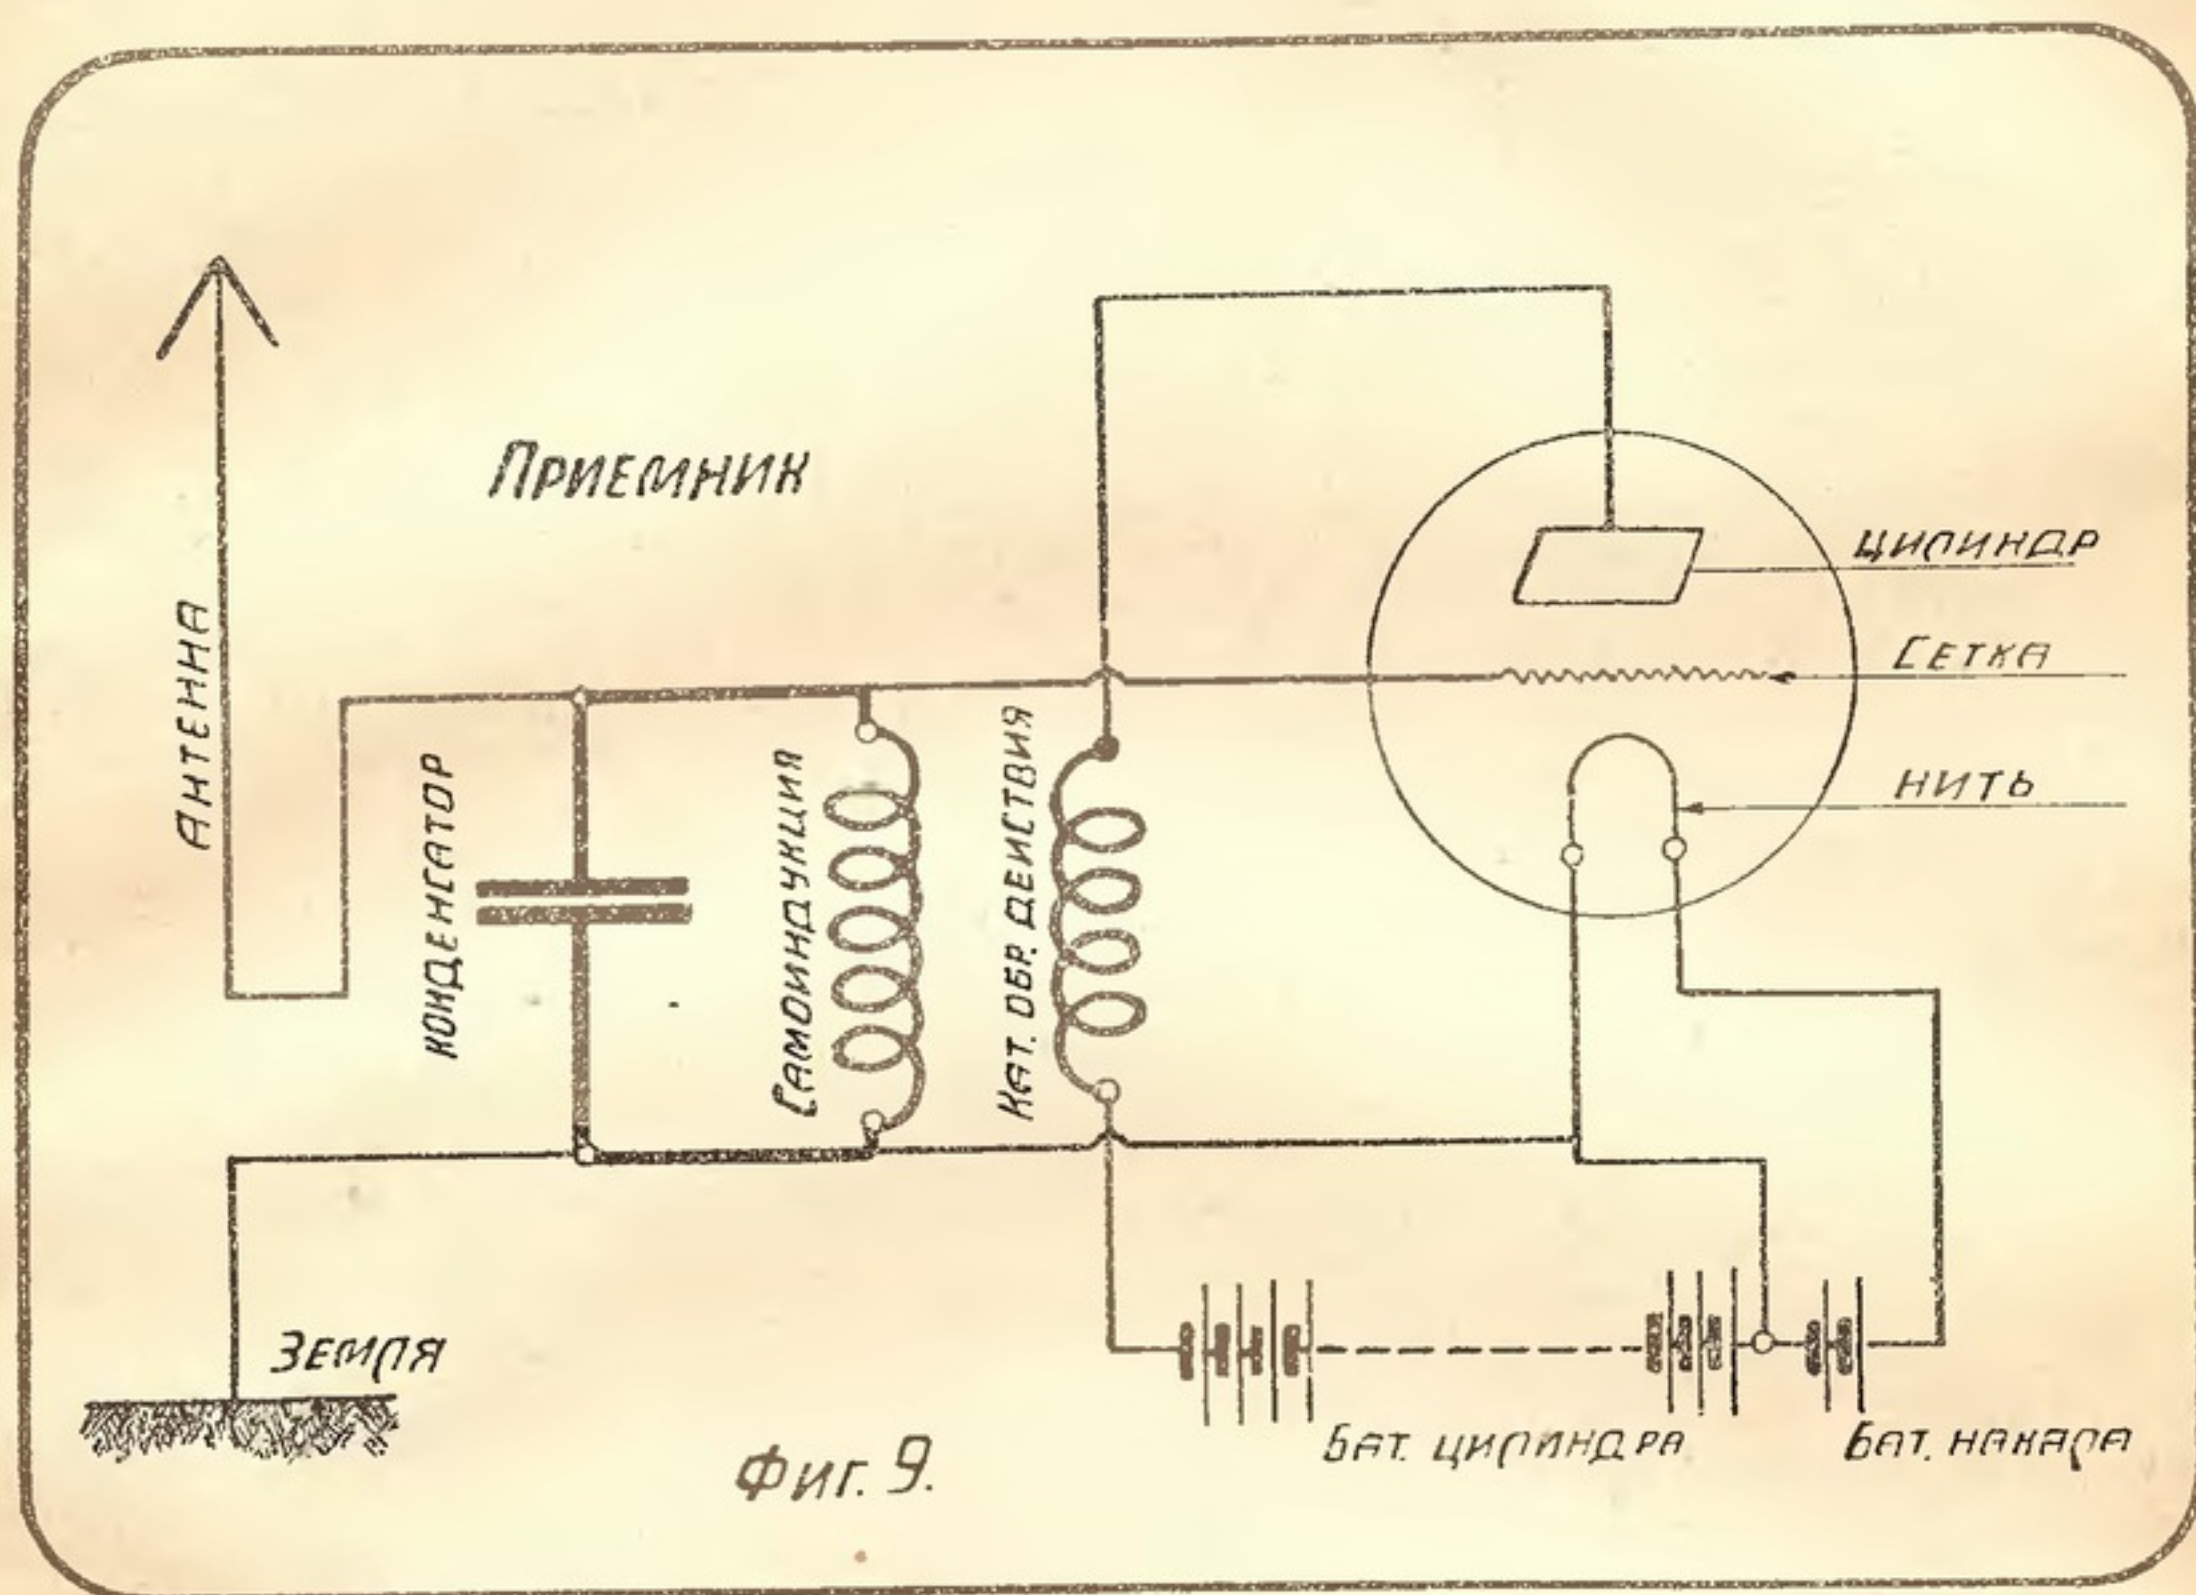 Приемник
Антенна
Конденсатор
Самоиндукция
Кат. обр. действия
Цилиндр
Сетка
Нить
Земля
Бат. цилиндра
Бат. накала
Фиг. 9.